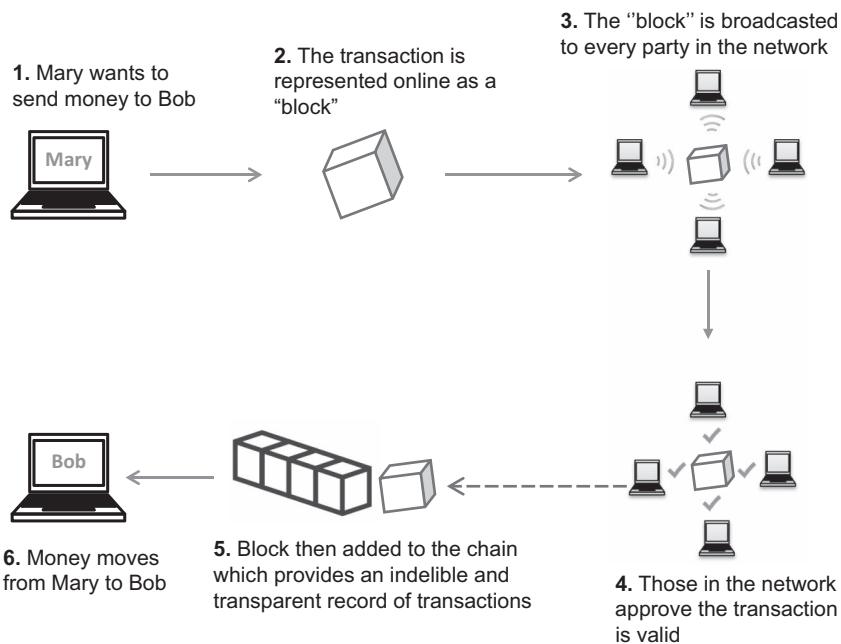 1. Mary wants to
send money to Bob
Mary
2. The transaction is
represented online as a
“block”
3. The ‘‘block’’ is broadcasted
to every party in the network
4. Those in the network
approve the transaction
is valid
5. Block then added to the chain
which provides an indelible and
transparent record of transactions
Bob
6. Money moves
from Mary to Bob